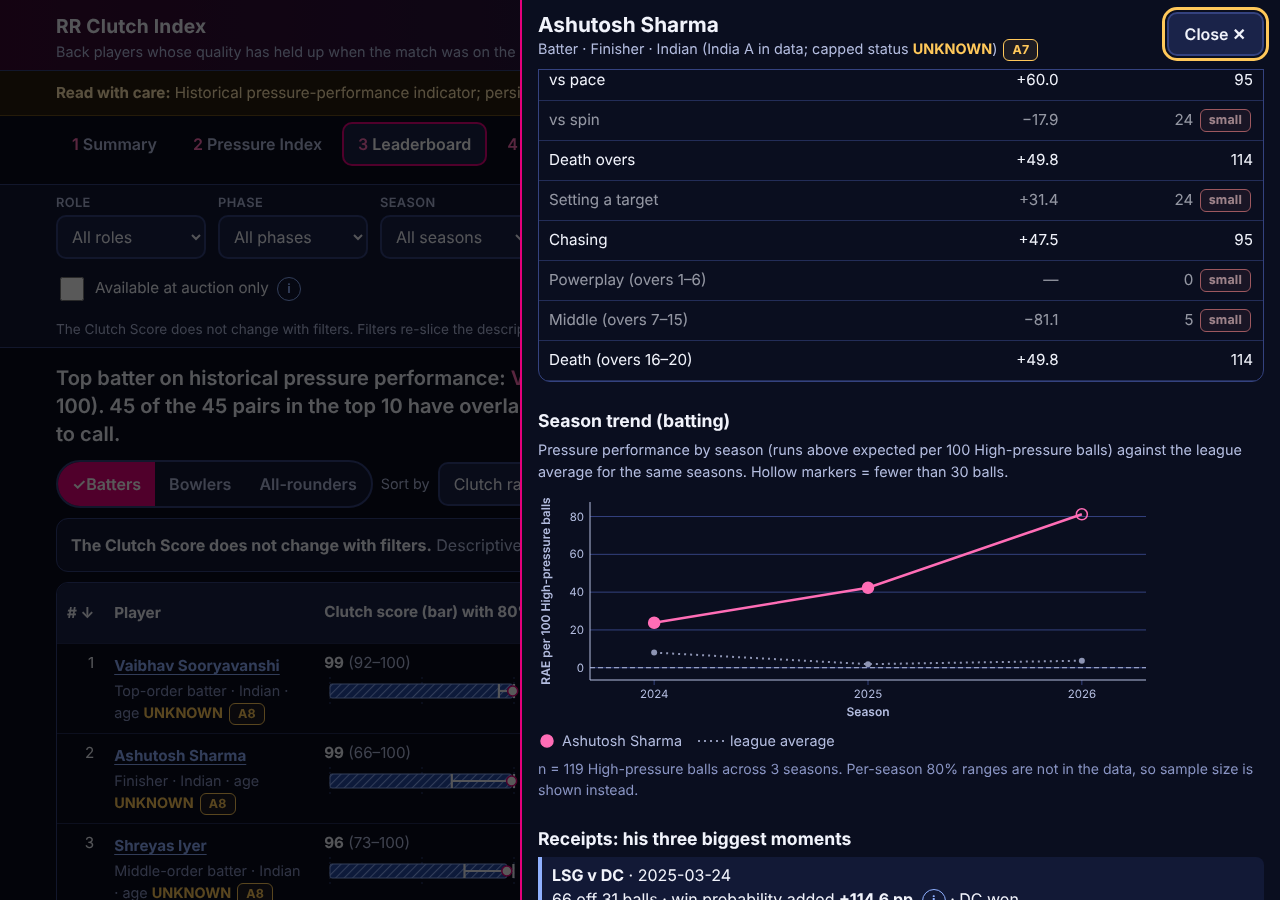 RR Clutch Index
Back players whose quality has held up when the match was on the
Read with care: Historical pressure-performance indicator; persi
1 Summary 2 Pressure Index 3 Leaderboard 4
ROLE PHASE SEASON
All roles All phases All seasons
Available at auction only i
The Clutch Score does not change with filters. Filters re-slice the descrip
Top batter on historical pressure performance: V
100). 45 of the 45 pairs in the top 10 have overla
to call.
✓Batters Bowlers All-rounders Sort by Clutch ra
The Clutch Score does not change with filters. Descriptive
# ↓ Player Clutch score (bar) with 80%
1 Vaibhav Sooryavanshi 99 (92–100)
Top-order batter · Indian ·
age UNKNOWN A8
2 Ashutosh Sharma 99 (66–100)
Finisher · Indian · age
UNKNOWN A8
3 Shreyas Iyer 96 (73–100)
Middle-order batter · Indian
· age UNKNOWN A8
Ashutosh Sharma
Batter · Finisher · Indian (India A in data; capped status UNKNOWN) A7
Close ✕
vs pace +60.0 95
vs spin −17.9 24 small
Death overs +49.8 114
Setting a target +31.4 24 small
Chasing +47.5 95
Powerplay (overs 1–6) — 0 small
Middle (overs 7–15) −81.1 5 small
Death (overs 16–20) +49.8 114
Season trend (batting)
Pressure performance by season (runs above expected per 100 High-pressure balls) against the league
average for the same seasons. Hollow markers = fewer than 30 balls.
RAE per 100 High-pressure balls
80
60
40
20
0
2024 2025 2026
Season
Ashutosh Sharma league average
n = 119 High-pressure balls across 3 seasons. Per-season 80% ranges are not in the data, so sample size is
shown instead.
Receipts: his three biggest moments
LSG v DC · 2025-03-24
66 off 31 balls · win probability added +114.6 pp i · DC won